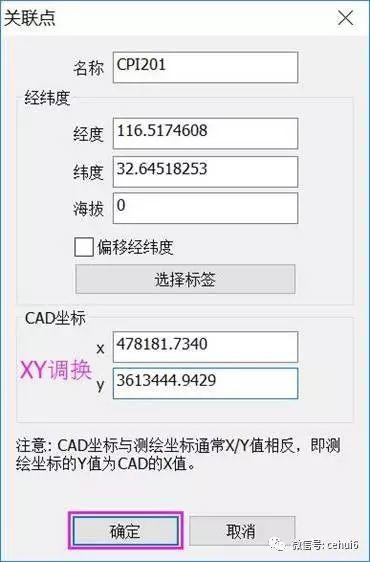 关联点
名称 CPI201
经纬度
经度 116.5174608
纬度 32.64518253
海拔 0
偏移经纬度
选择标签
CAD坐标
x 478181.7340
XY调换
y 3613444.9429
注意: CAD坐标与测绘坐标通常X/Y值相反，即测
绘坐标的Y值为CAD的X值。
确定 取消
微信号: cehui6